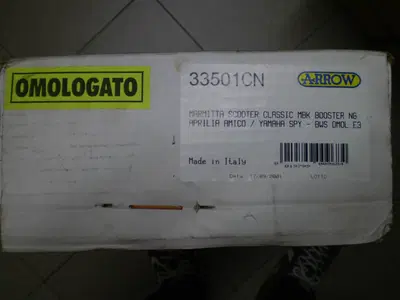 OMOLOGATO
33501CN
ARROW
MARMITTA SCOOTER CLASSIC MBK BOOSTER NG
APRILIA AMICO / YAMAHA SPY - BWS OMOL E3
Made in Italy